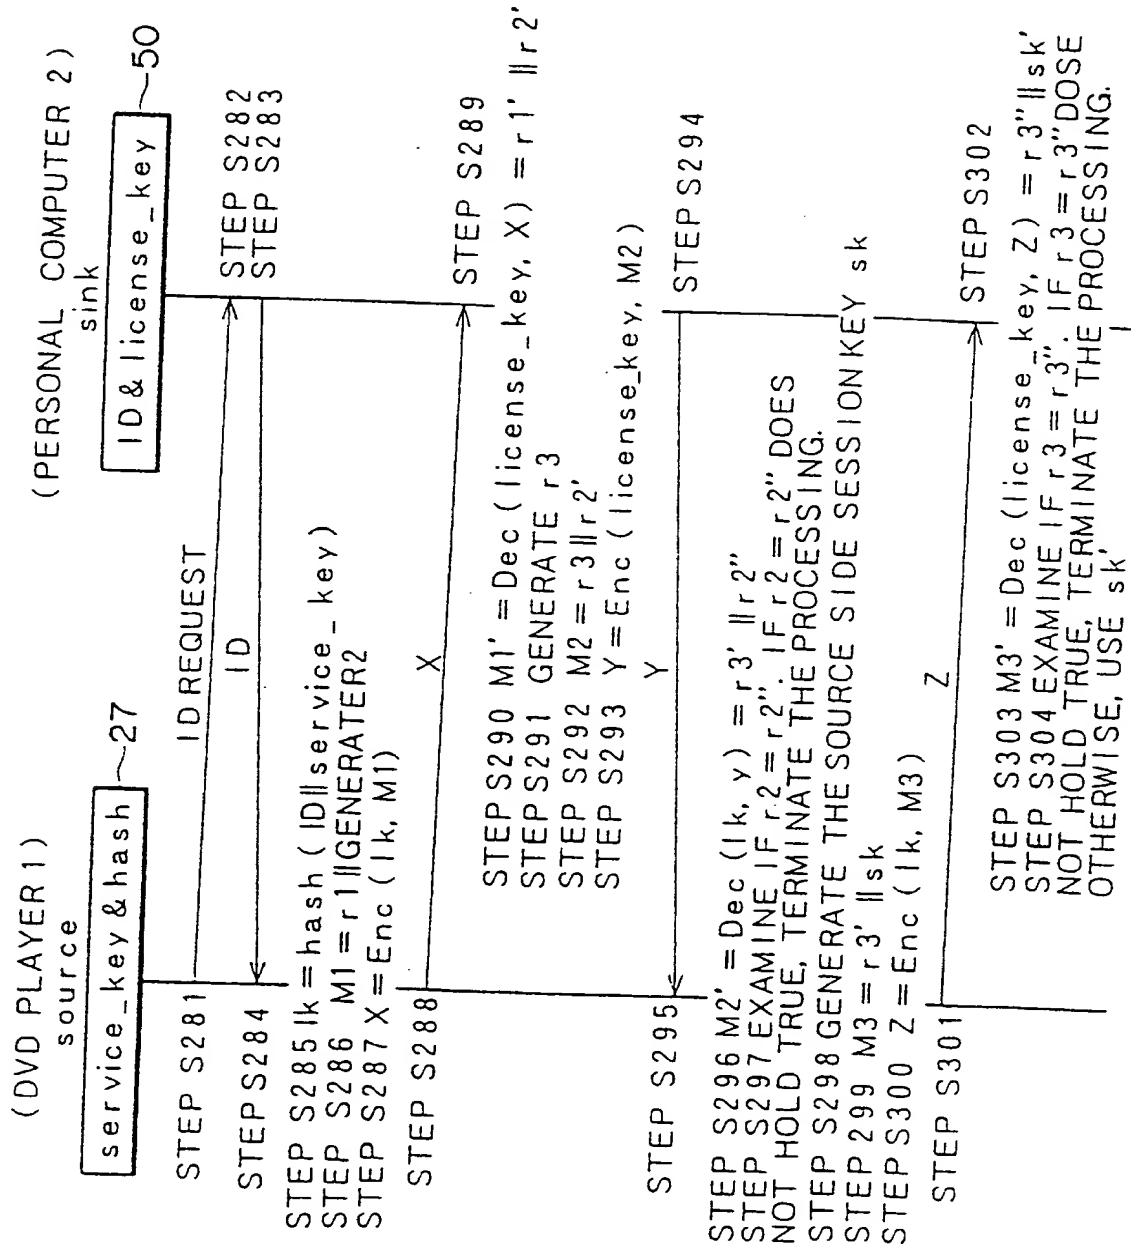 (DVD PLAYER 1)
source
service_key & hash
27
(PERSONAL COMPUTER 2)
sink
ID & license_key
50
STEP S281
ID REQUEST
STEP S282
STEP S283
ID
STEP S284
STEP S285 lk = hash ( ID || service_key)
STEP S286 M1 = r1 || GENERATER2
STEP S287 X = Enc (lk, M1)
STEP S288
X
STEP S289
STEP S290 M1' = Dec ( license_key, X) = r1' || r2'
STEP S291 GENERATE r3
STEP S292 M2 = r3 || r2'
STEP S293 Y = Enc (license_key, M2)
Y
STEP S294
STEP S295
STEP S296 M2' = Dec (lk, y) = r3' || r2"
STEP S297 EXAMINE IF r2 = r2". IF r2 = r2" DOES
NOT HOLD TRUE, TERMINATE THE PROCESSING.
STEP S298 GENERATE THE SOURCE SIDE SESSION KEY sk
STEP 299 M3 = r3' || sk
STEP S300 Z = Enc (lk, M3)
STEP S301
Z
STEP S302
STEP S303 M3' = Dec (license_key, Z) = r3" || sk'
STEP S304 EXAMINE IF r3 = r3". IF r3 = r3" DOSE
NOT HOLD TRUE, TERMINATE THE PROCESSING.
OTHERWISE, USE sk'